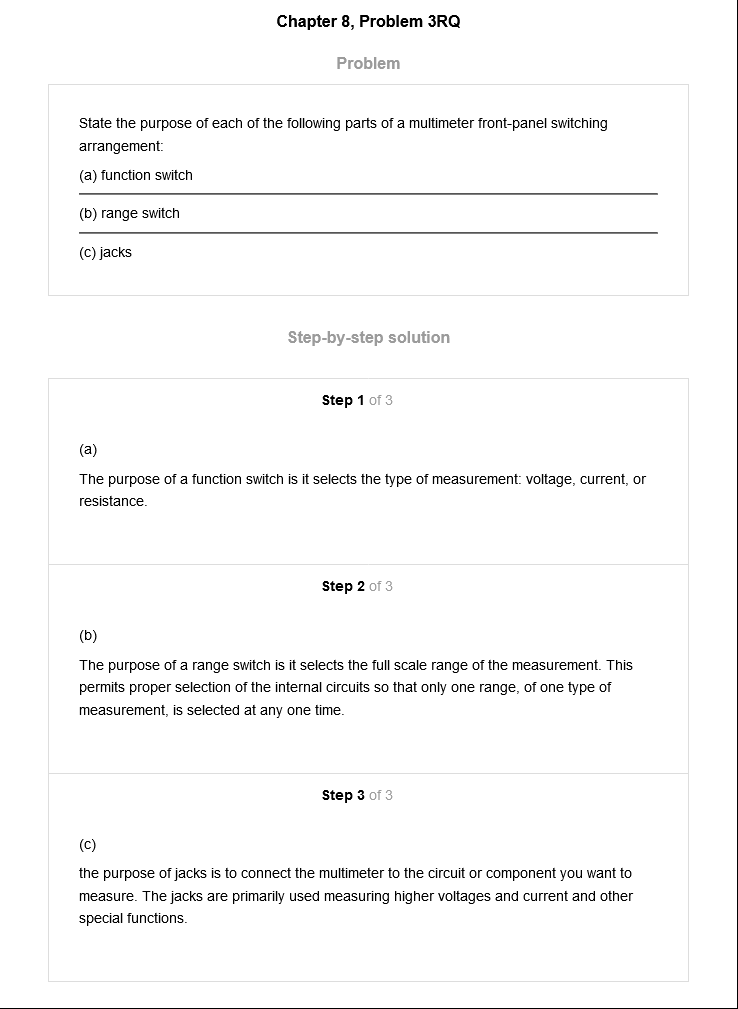 Chapter 8, Problem 3RQ
Problem
State the purpose of each of the following parts of a multimeter front-panel switching
arrangement:
(a) function switch
(b) range switch
(c) jacks
Step-by-step solution
Step 1 of 3
(a)
The purpose of a function switch is it selects the type of measurement: voltage, current, or
resistance.
Step 2 of 3
(b)
The purpose of a range switch is it selects the full scale range of the measurement. This
permits proper selection of the internal circuits so that only one range, of one type of
measurement, is selected at any one time.
Step 3 of 3
(c)
the purpose of jacks is to connect the multimeter to the circuit or component you want to
measure. The jacks are primarily used measuring higher voltages and current and other
special functions.